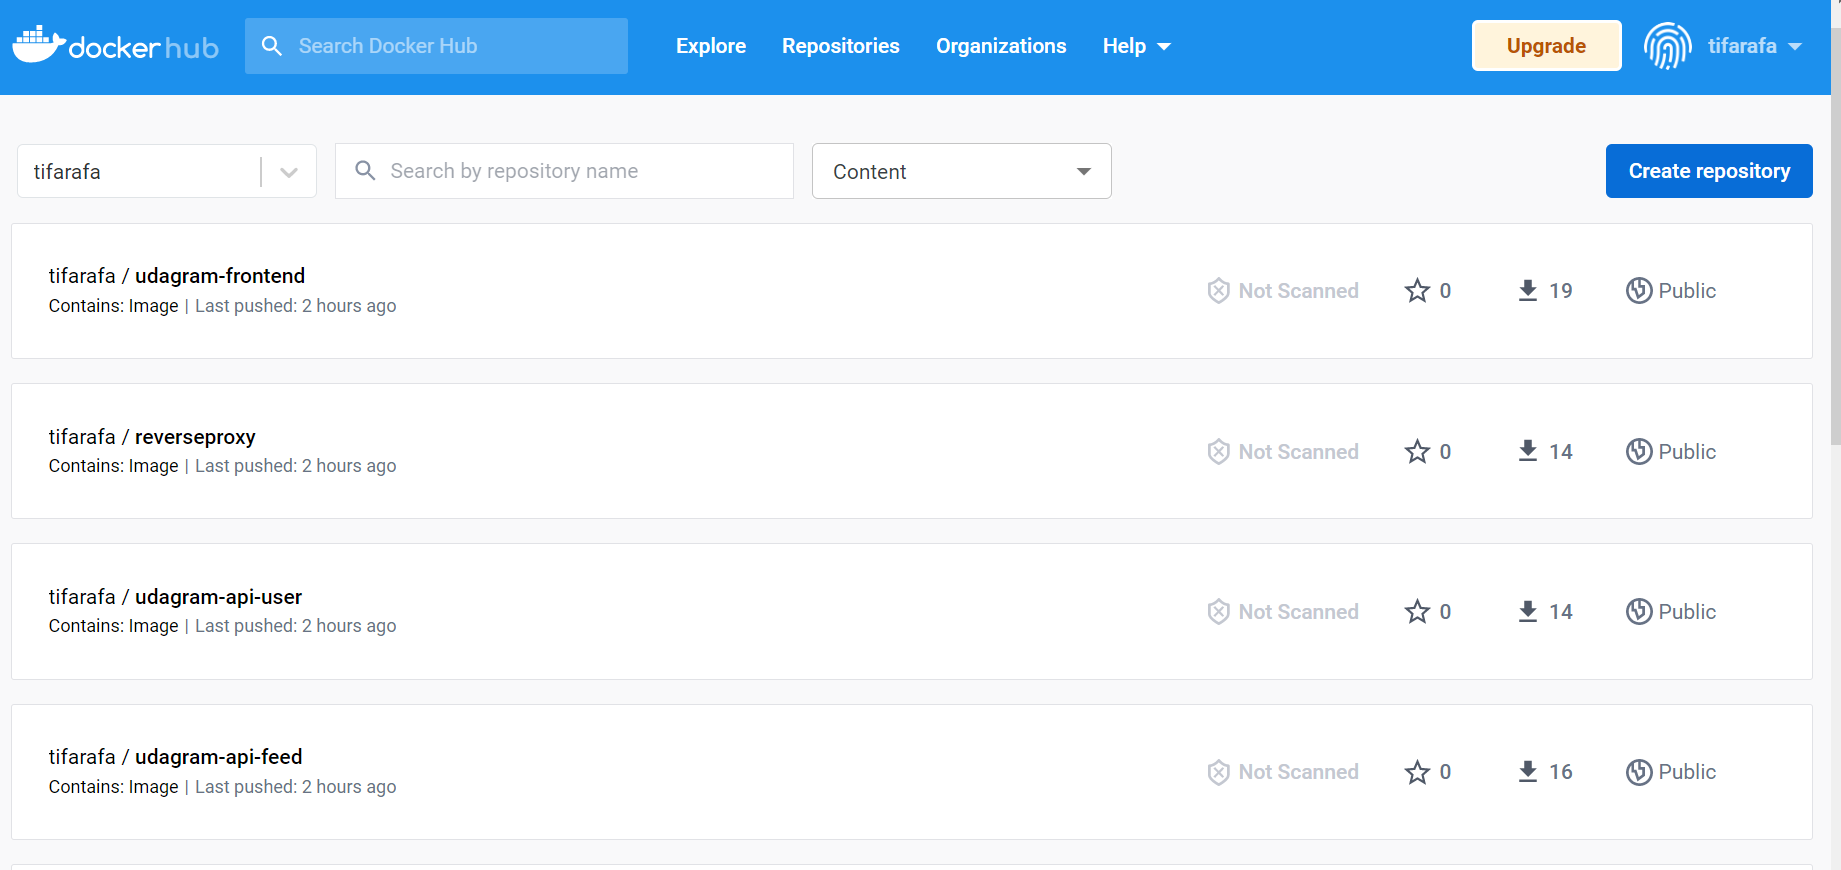 docker hub
Search Docker Hub
Explore
Repositories
Organizations
Help
Upgrade
tifarafa
tifarafa
Search by repository name
Content
Create repository
tifarafa / udagram-frontend
Contains: Image | Last pushed: 2 hours ago
Not Scanned
0
19
Public
tifarafa / reverseproxy
Contains: Image | Last pushed: 2 hours ago
Not Scanned
0
14
Public
tifarafa / udagram-api-user
Contains: Image | Last pushed: 2 hours ago
Not Scanned
0
14
Public
tifarafa / udagram-api-feed
Contains: Image | Last pushed: 2 hours ago
Not Scanned
0
16
Public